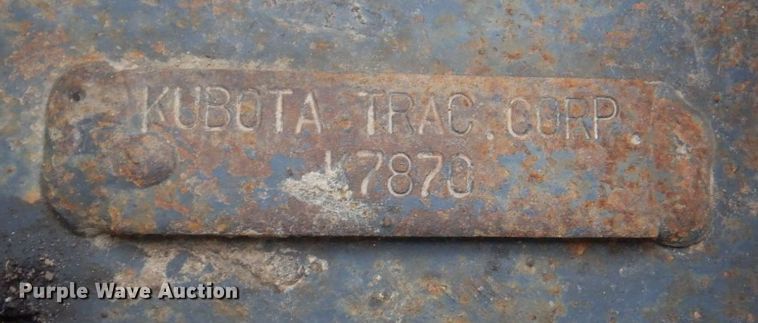 KUBOTA TRAC. CORP.
K7870
Purple Wave Auction